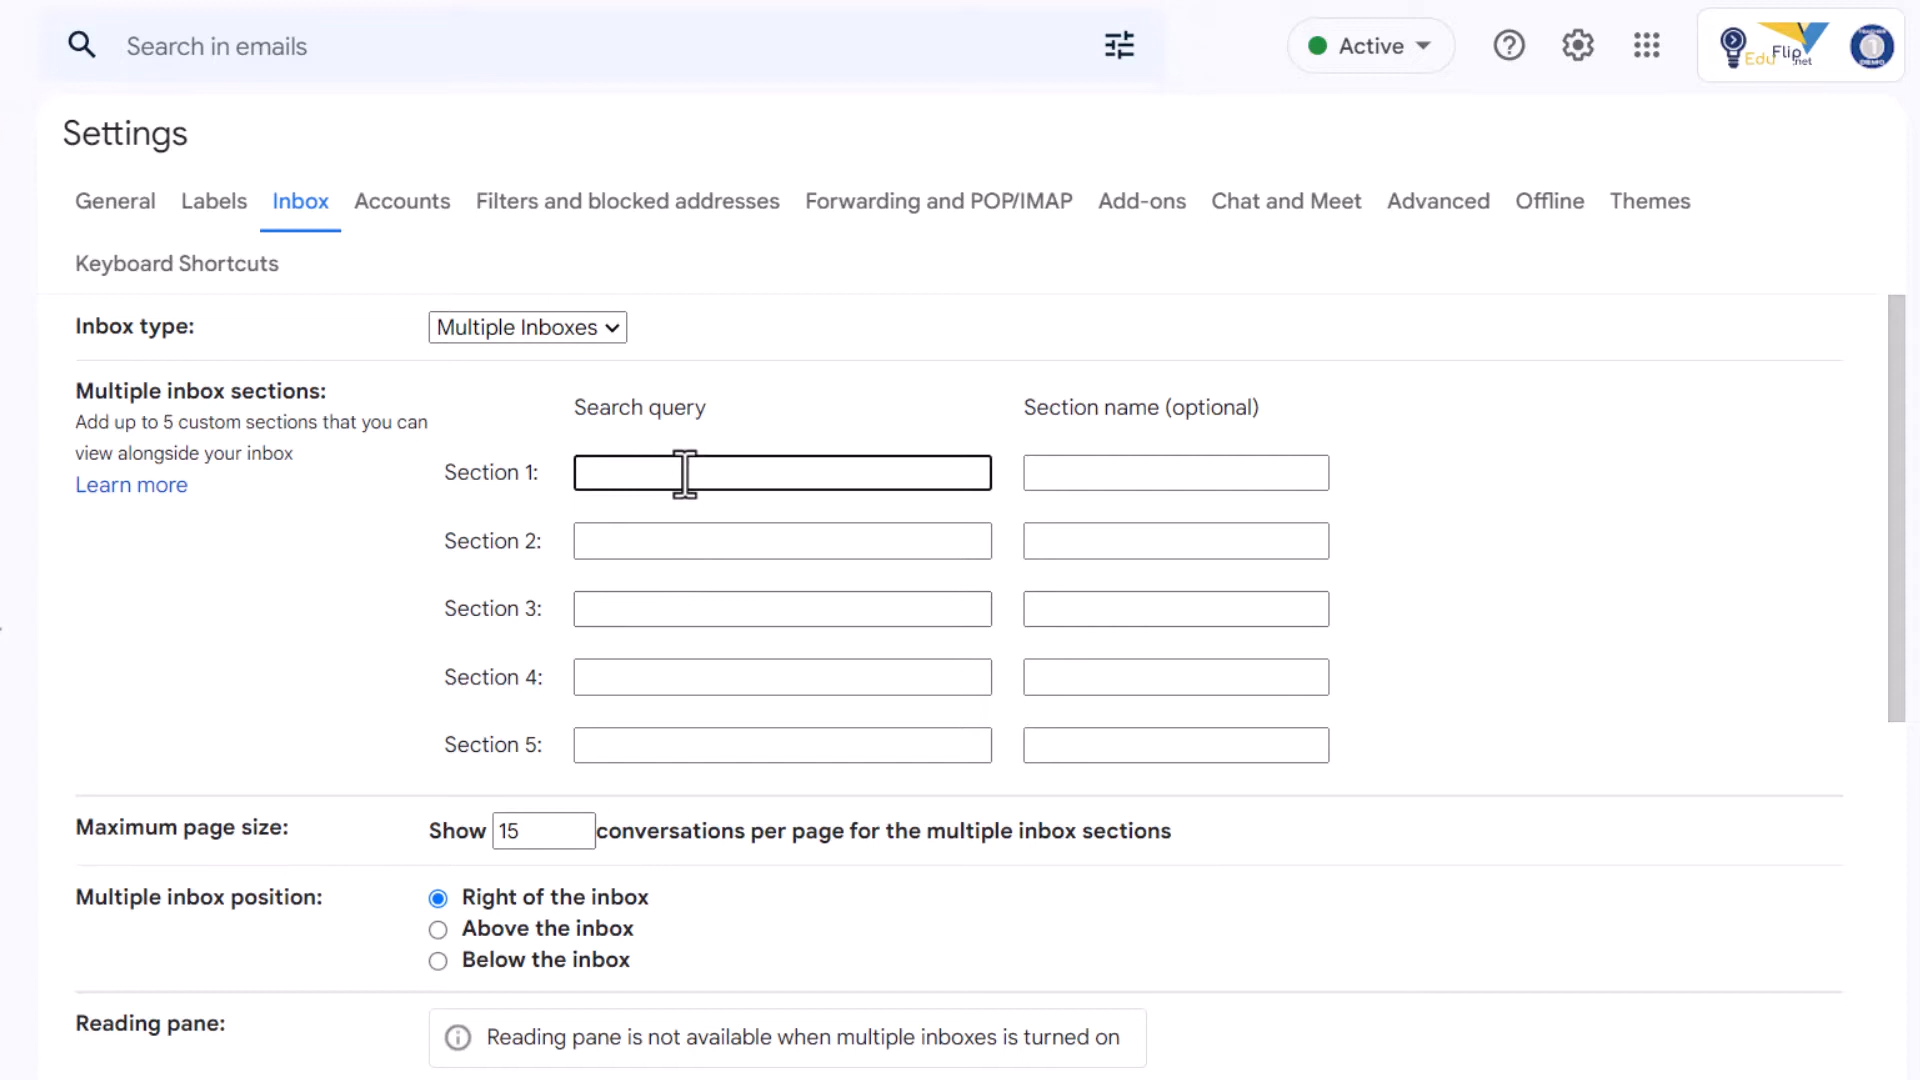 Search in emails
Active
EduFlip.net
TEACHER
1
DEMO
Settings
General Labels Inbox Accounts Filters and blocked addresses Forwarding and POP/IMAP Add-ons Chat and Meet Advanced Offline Themes
Keyboard Shortcuts
Inbox type: Multiple Inboxes
Multiple inbox sections:
Add up to 5 custom sections that you can
view alongside your inbox
Learn more
Search query Section name (optional)
Section 1:
Section 2:
Section 3:
Section 4:
Section 5:
Maximum page size: Show 15 conversations per page for the multiple inbox sections
Multiple inbox position: Right of the inbox
Above the inbox
Below the inbox
Reading pane: Reading pane is not available when multiple inboxes is turned on